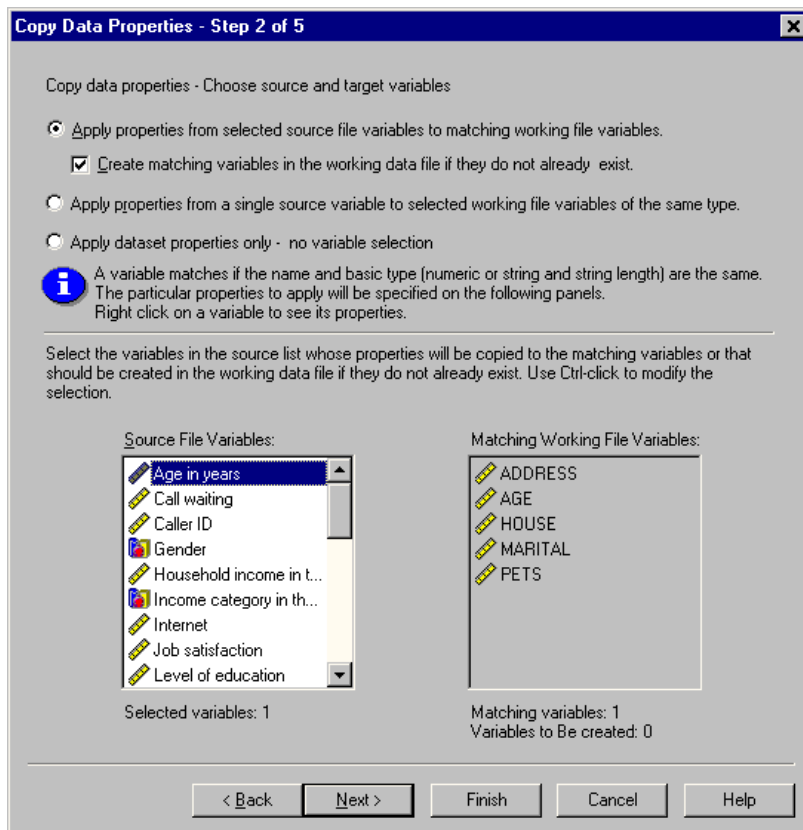 Copy Data Properties - Step 2 of 5
Copy data properties - Choose source and target variables
Apply properties from selected source file variables to matching working file variables.
Create matching variables in the working data file if they do not already exist.
Apply properties from a single source variable to selected working file variables of the same type.
Apply dataset properties only - no variable selection
A variable matches if the name and basic type (numeric or string and string length) are the same.
The particular properties to apply will be specified on the following panels.
Right click on a variable to see its properties.
Select the variables in the source list whose properties will be copied to the matching variables or that
should be created in the working data file if they do not already exist. Use Ctrl-click to modify the
selection.
Source File Variables:
Age in years
Call waiting
Caller ID
Gender
Household income in t...
Income category in th...
Internet
Job satisfaction
Level of education
Selected variables: 1
Matching Working File Variables:
ADDRESS
AGE
HOUSE
MARITAL
PETS
Matching variables: 1
Variables to Be created: 0
< Back
Next >
Finish
Cancel
Help